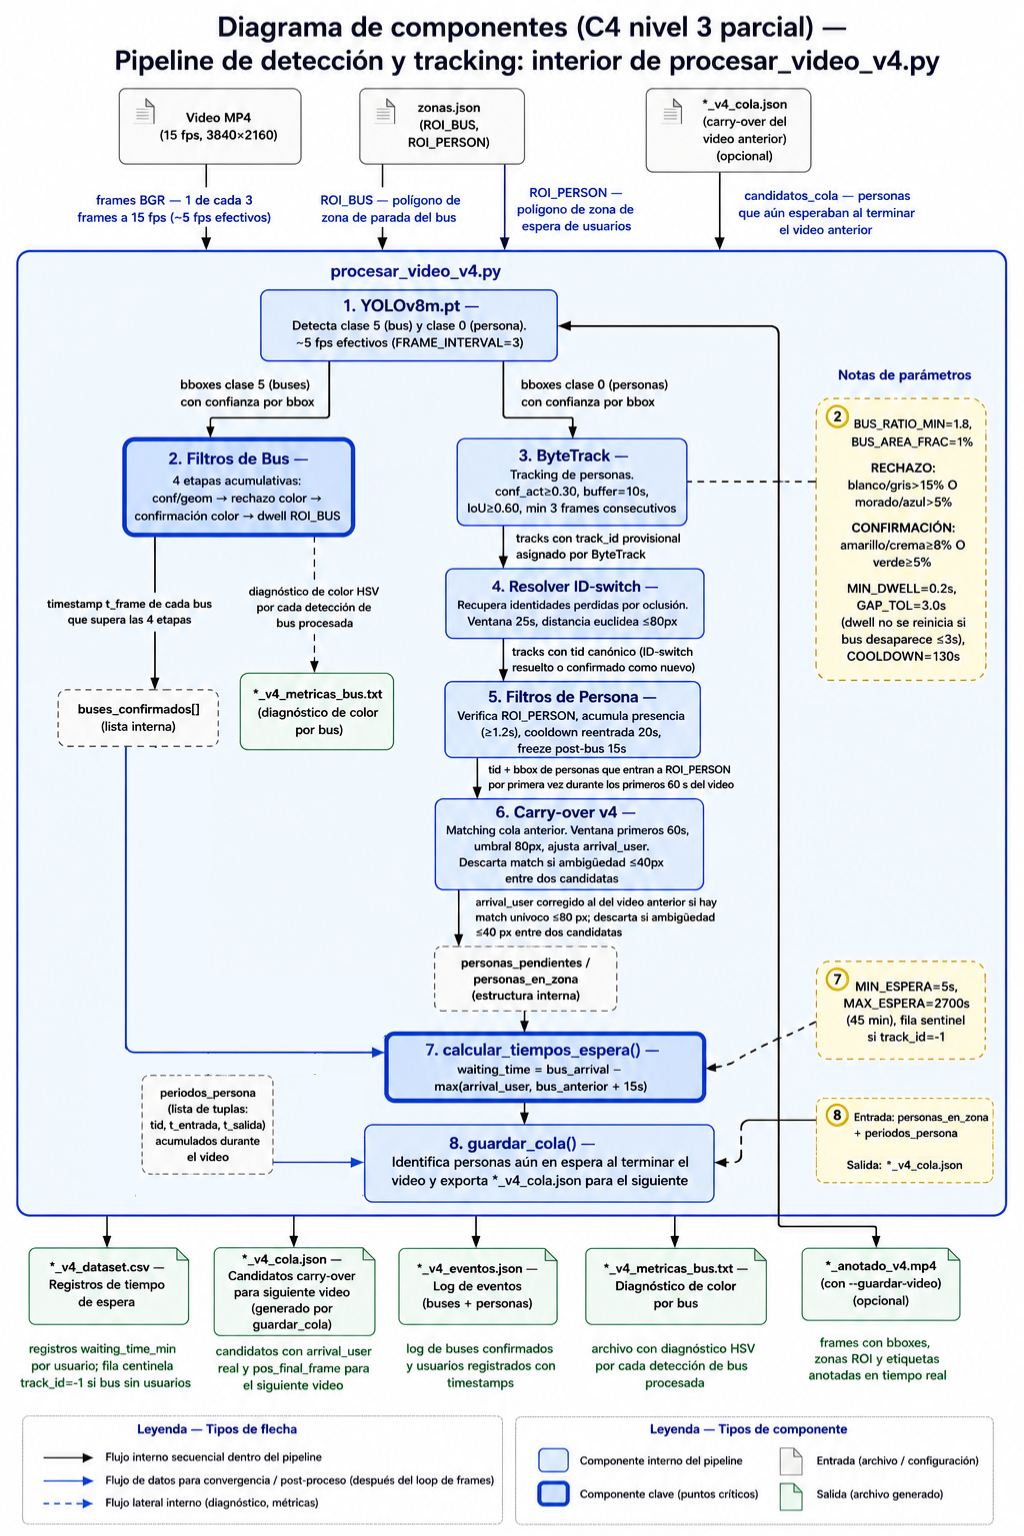 Diagrama de componentes (C4 nivel 3 parcial) —
Pipeline de detección y tracking: interior de procesar_video_v4.py
Video MP4
(15 fps, 3840×2160)
zonas.json
(ROI_BUS,
ROI_PERSON)
*_v4_cola.json
(carry-over del
video anterior)
(opcional)
frames BGR — 1 de cada 3
frames a 15 fps (~5 fps efectivos)
ROI_BUS — polígono de
zona de parada del bus
ROI_PERSON —
polígono de zona de
espera de usuarios
candidatos_cola — personas
que aún esperaban al terminar
el video anterior
procesar_video_v4.py
1. YOLOv8m.pt —
Detecta clase 5 (bus) y clase 0 (persona).
~5 fps efectivos (FRAME_INTERVAL=3)
bboxes clase 5 (buses)
con confianza por bbox
bboxes clase 0 (personas)
con confianza por bbox
Notas de parámetros
2. Filtros de Bus —
4 etapas acumulativas:
conf/geom → rechazo color →
confirmación color → dwell ROI_BUS
3. ByteTrack —
Tracking de personas.
conf_act≥0.30, buffer=10s,
IoU≥0.60, min 3 frames consecutivos
2
BUS_RATIO_MIN=1.8,
BUS_AREA_FRAC=1%
RECHAZO:
blanco/gris>15% O
morado/azul>5%
CONFIRMACIÓN:
amarillo/crema≥8% O
verde≥5%
MIN_DWELL=0.2s,
GAP_TOL=3.0s
(dwell no se reinicia si
bus desaparece ≤3s),
COOLDOWN=130s
tracks con track_id provisional
asignado por ByteTrack
timestamp t_frame de cada bus
que supera las 4 etapas
diagnóstico de color HSV
por cada detección de
bus procesada
4. Resolver ID-switch —
Recupera identidades perdidas por oclusión.
Ventana 25s, distancia euclidea ≤80px
tracks con tid canónico (ID-switch
resuelto o confirmado como nuevo)
buses_confirmados[]
(lista interna)
*_v4_metricas_bus.txt
(diagnóstico de color
por bus)
5. Filtros de Persona —
Verifica ROI_PERSON, acumula presencia
(≥1.2s), cooldown reentrada 20s,
freeze post-bus 15s
tid + bbox de personas que entran a ROI_PERSON
por primera vez durante los primeros 60 s del video
6. Carry-over v4 —
Matching cola anterior. Ventana primeros 60s,
umbral 80px, ajusta arrival_user.
Descarta match si ambigüedad ≤40px
entre dos candidatas
arrival_user corregido al del video anterior si hay
match unívoco ≤80 px; descarta si ambigüedad
≤40 px entre dos candidatas
personas_pendientes /
personas_en_zona
(estructura interna)
7
MIN_ESPERA=5s,
MAX_ESPERA=2700s
(45 min), fila sentinel
si track_id=-1
7. calcular_tiempos_espera() —
waiting_time = bus_arrival −
max(arrival_user, bus_anterior + 15s)
periodos_persona
(lista de tuplas:
tid, t_entrada, t_salida)
acumulados durante
el video
8. guardar_cola() —
Identifica personas aún en espera al terminar el
video y exporta *_v4_cola.json para el siguiente
8
Entrada: personas_en_zona
+ periodos_persona
Salida: *_v4_cola.json
*_v4_dataset.csv —
Registros de tiempo
de espera
*_v4_cola.json —
Candidatos carry-over
para siguiente video
(generado por
guardar_cola)
*_v4_eventos.json —
Log de eventos
(buses + personas)
*_v4_metricas_bus.txt —
Diagnóstico de color
por bus
*_anotado_v4.mp4
(con --guardar-video)
(opcional)
registros waiting_time_min
por usuario; fila centinela
track_id=-1 si bus sin usuarios
candidatos con arrival_user
real y pos_final_frame para
el siguiente video
log de buses confirmados
y usuarios registrados con
timestamps
archivo con diagnóstico HSV
por cada detección de bus
procesada
frames con bboxes,
zonas ROI y etiquetas
anotadas en tiempo real
Leyenda — Tipos de flecha
Flujo interno secuencial dentro del pipeline
Flujo de datos para convergencia / post-proceso (después del loop de frames)
Flujo lateral interno (diagnóstico, métricas)
Leyenda — Tipos de componente
Componente interno del pipeline
Entrada (archivo / configuración)
Componente clave (puntos críticos)
Salida (archivo generado)